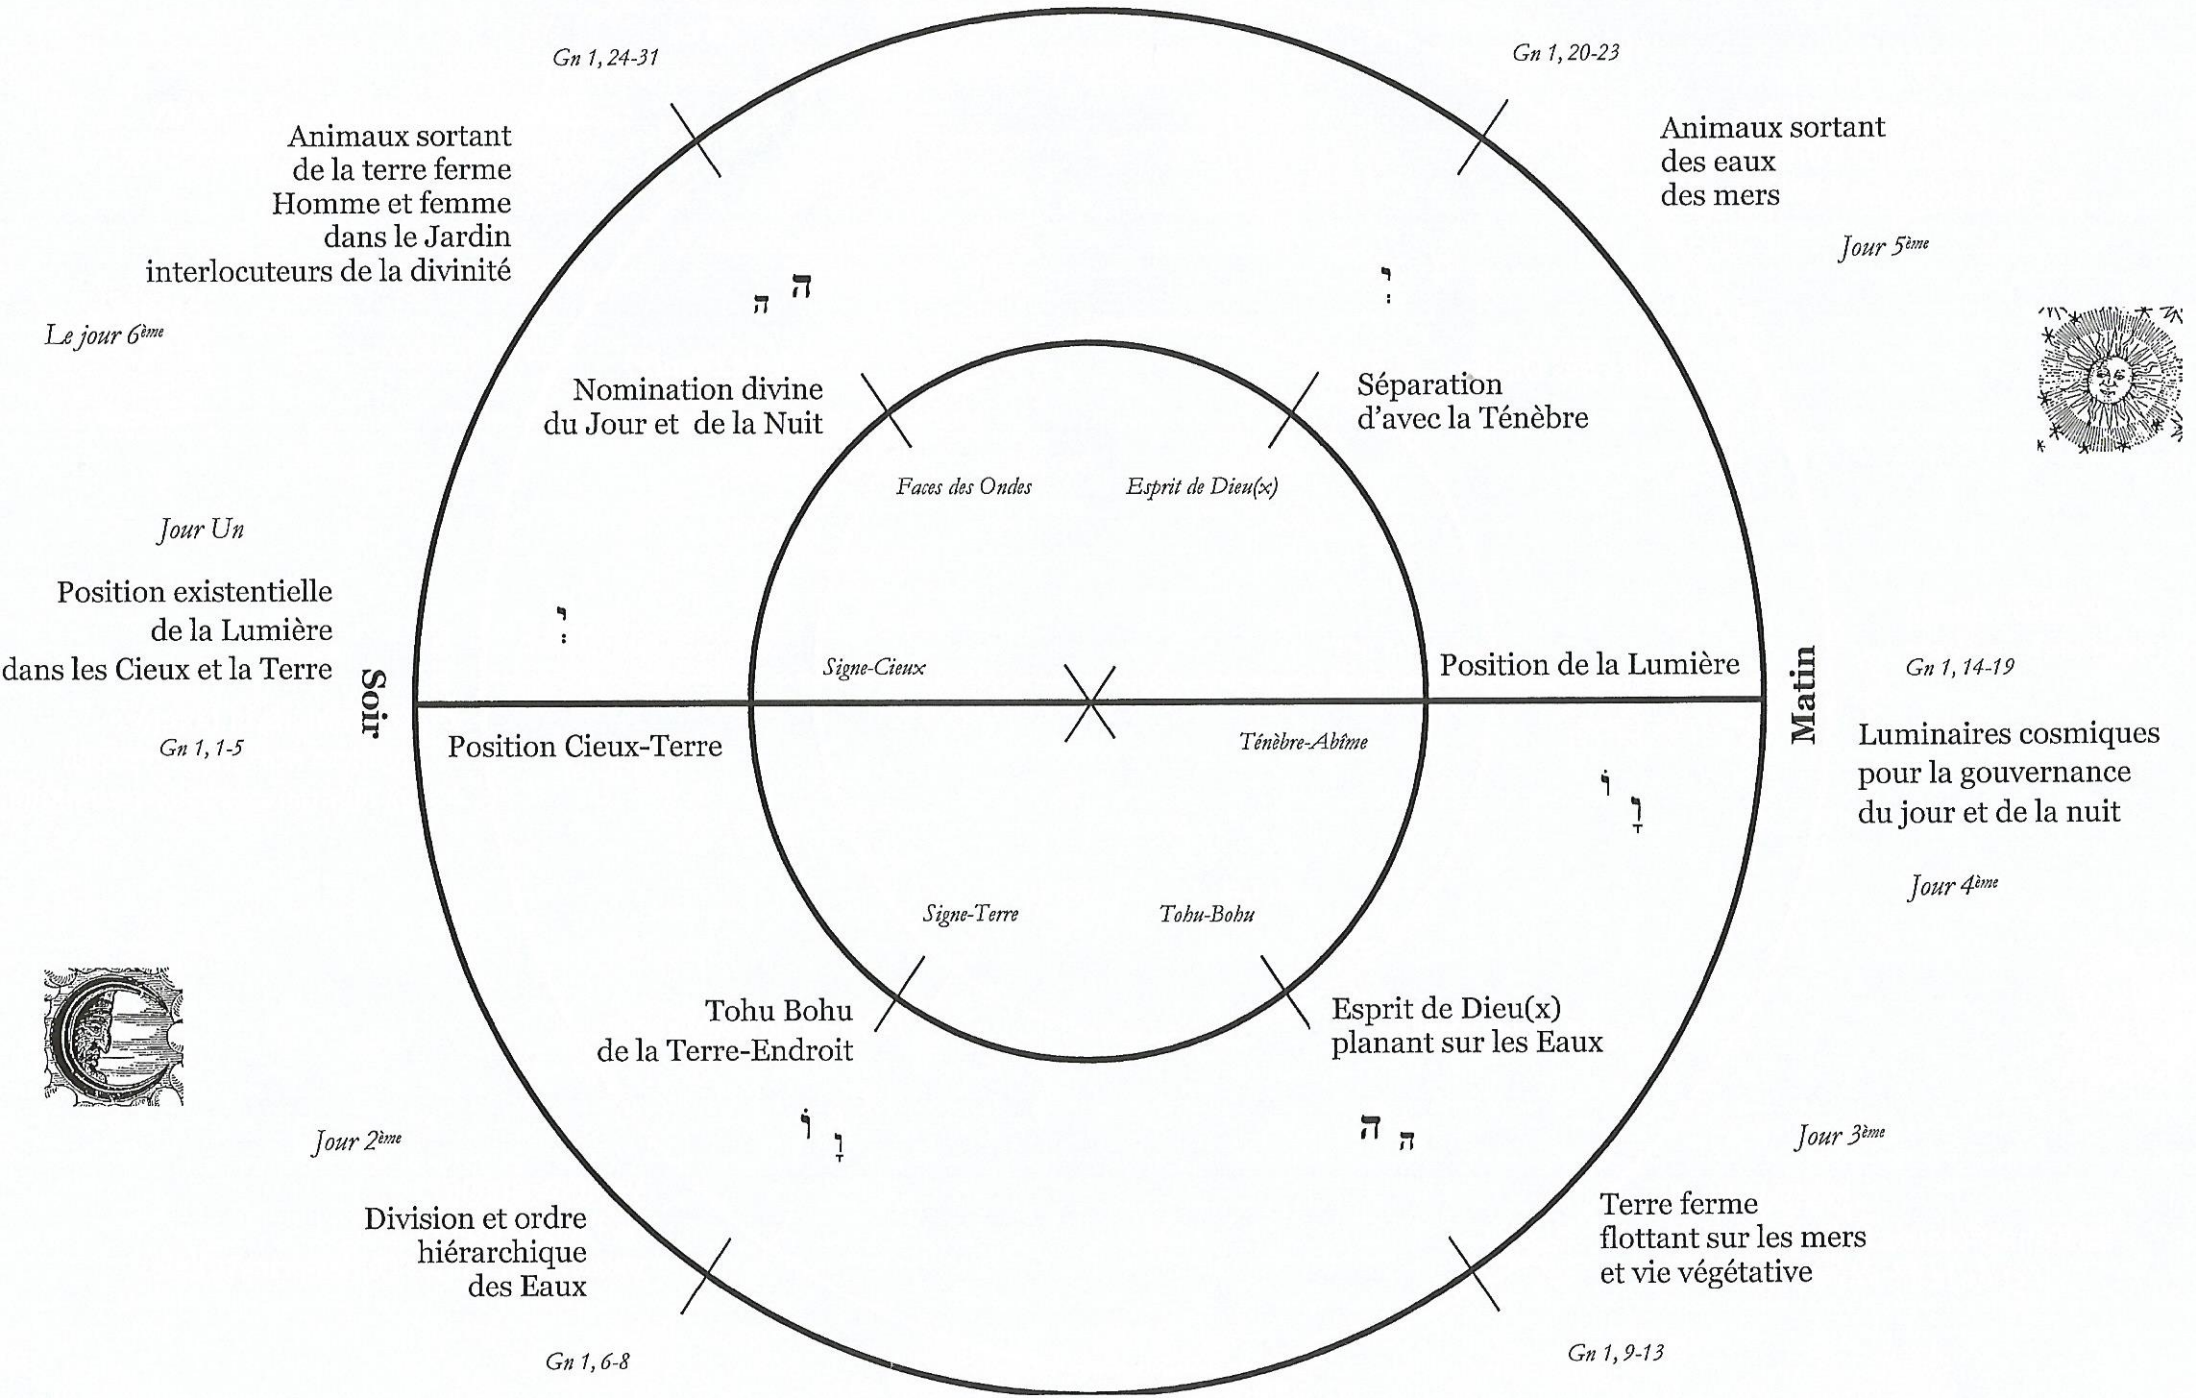 Gn 1, 24-31
Gn 1, 20-23
Animaux sortant
de la terre ferme
Homme et femme
dans le Jardin
interlocuteurs de la divinité
Animaux sortant
des eaux
des mers
Jour 5ème
Le jour 6ème
ה ה
יְ
Nomination divine
du Jour et de la Nuit
Séparation
d'avec la Ténèbre
Faces des Ondes
Esprit de Dieu(x)
Jour Un
Position existentielle
de la Lumière
dans les Cieux et la Terre
Soir
Gn 1, 1-5
יְ
Signe-Cieux
Position de la Lumière
Position Cieux-Terre
Ténèbre-Abîme
Matin
Gn 1, 14-19
Luminaires cosmiques
pour la gouvernance
du jour et de la nuit
Jour 4ème
וֹ
וָ
Signe-Terre
Tohu-Bohu
Tohu Bohu
de la Terre-Endroit
Esprit de Dieu(x)
planant sur les Eaux
וֹ
וָ
ה ה
Jour 2ème
Jour 3ème
Division et ordre
hiérarchique
des Eaux
Terre ferme
flottant sur les mers
et vie végétative
Gn 1, 6-8
Gn 1, 9-13